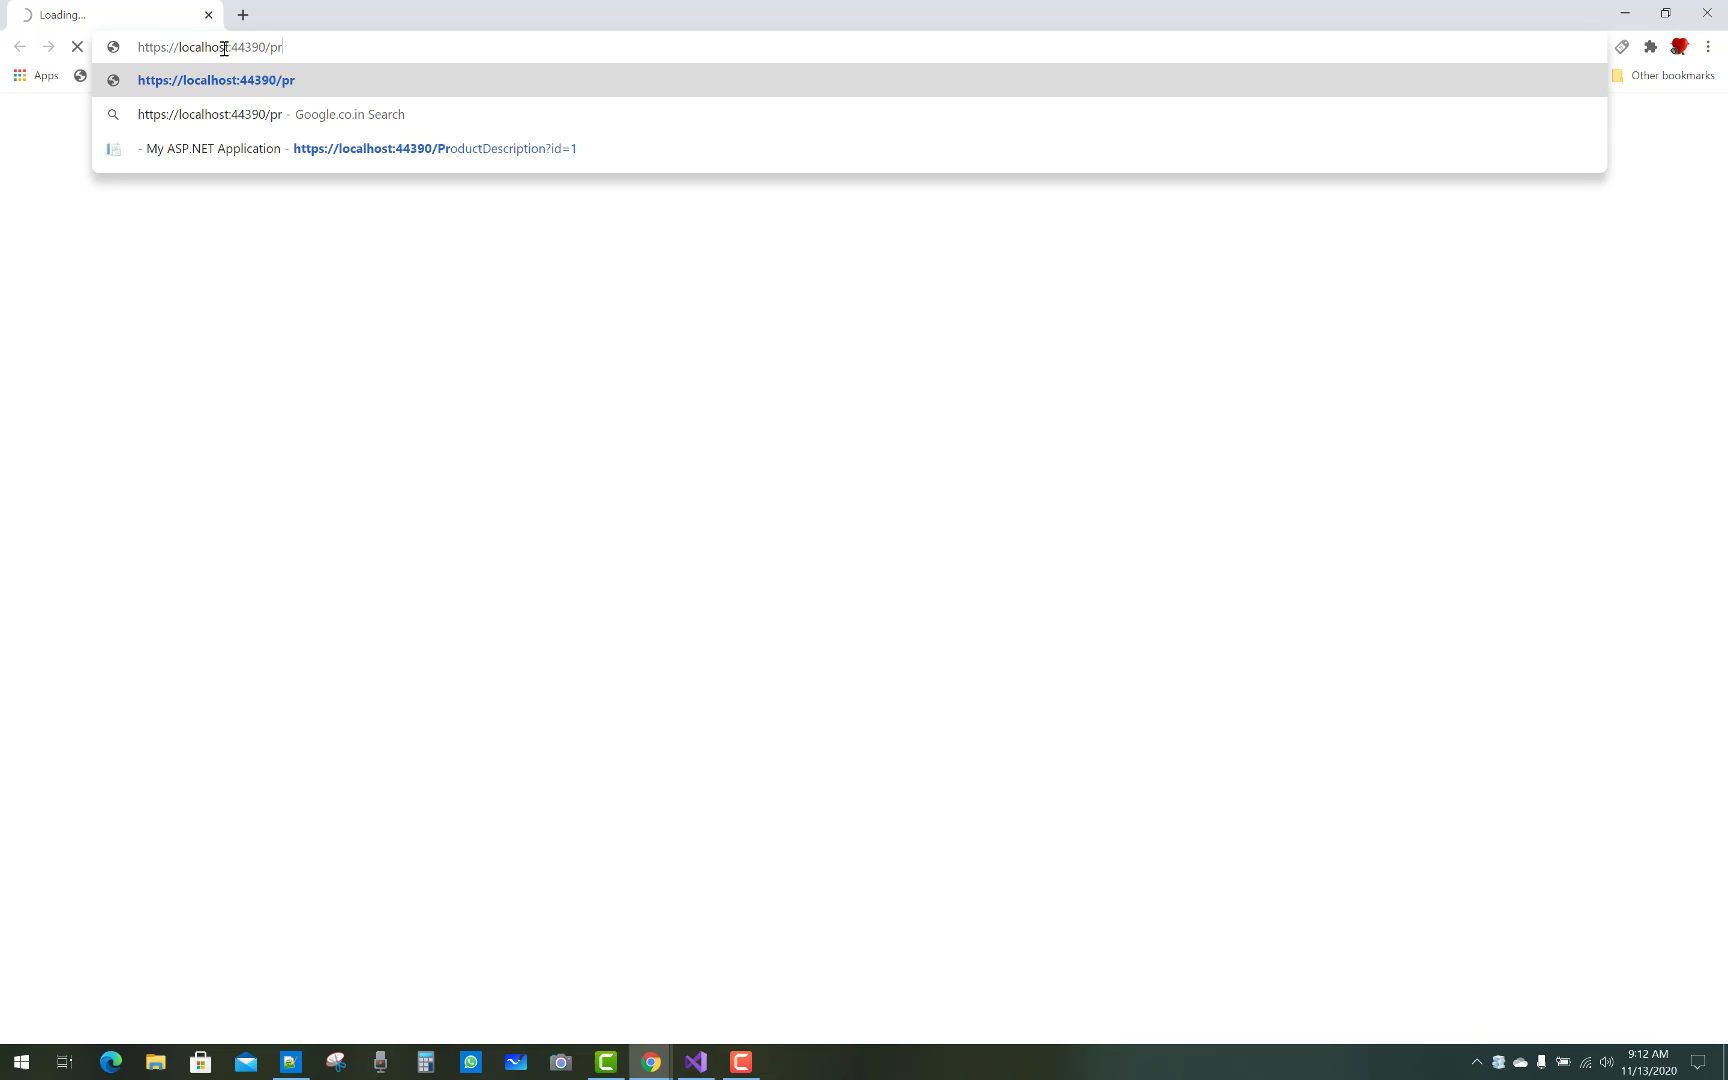 Loading...
https://localhost:44390/pr
Apps
Other bookmarks
https://localhost:44390/pr
https://localhost:44390/pr - Google.co.in Search
- My ASP.NET Application - https://localhost:44390/ProductDescription?id=1
9:12 AM
11/13/2020